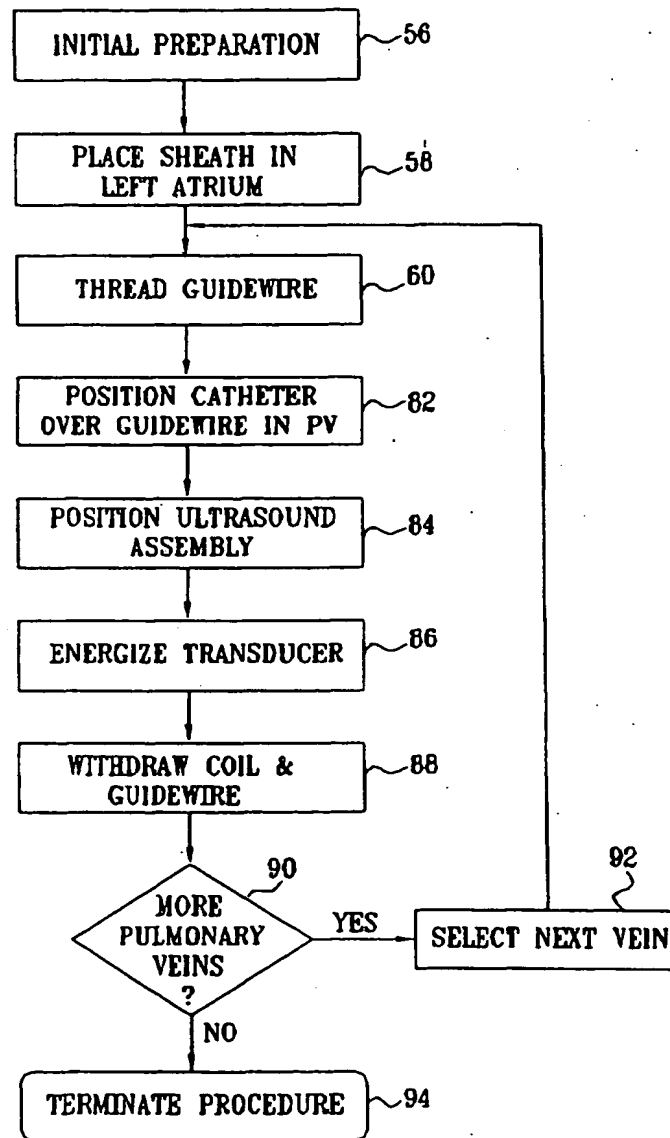 INITIAL PREPARATION
56
PLACE SHEATH IN
LEFT ATRIUM
58
THREAD GUIDEWIRE
60
POSITION CATHETER
OVER GUIDEWIRE IN PV
82
POSITION ULTRASOUND
ASSEMBLY
84
ENERGIZE TRANSDUCER
86
WITHDRAW COIL &
GUIDEWIRE
88
90
MORE
PULMONARY
VEINS
?
YES
92
SELECT NEXT VEIN
NO
TERMINATE PROCEDURE
94